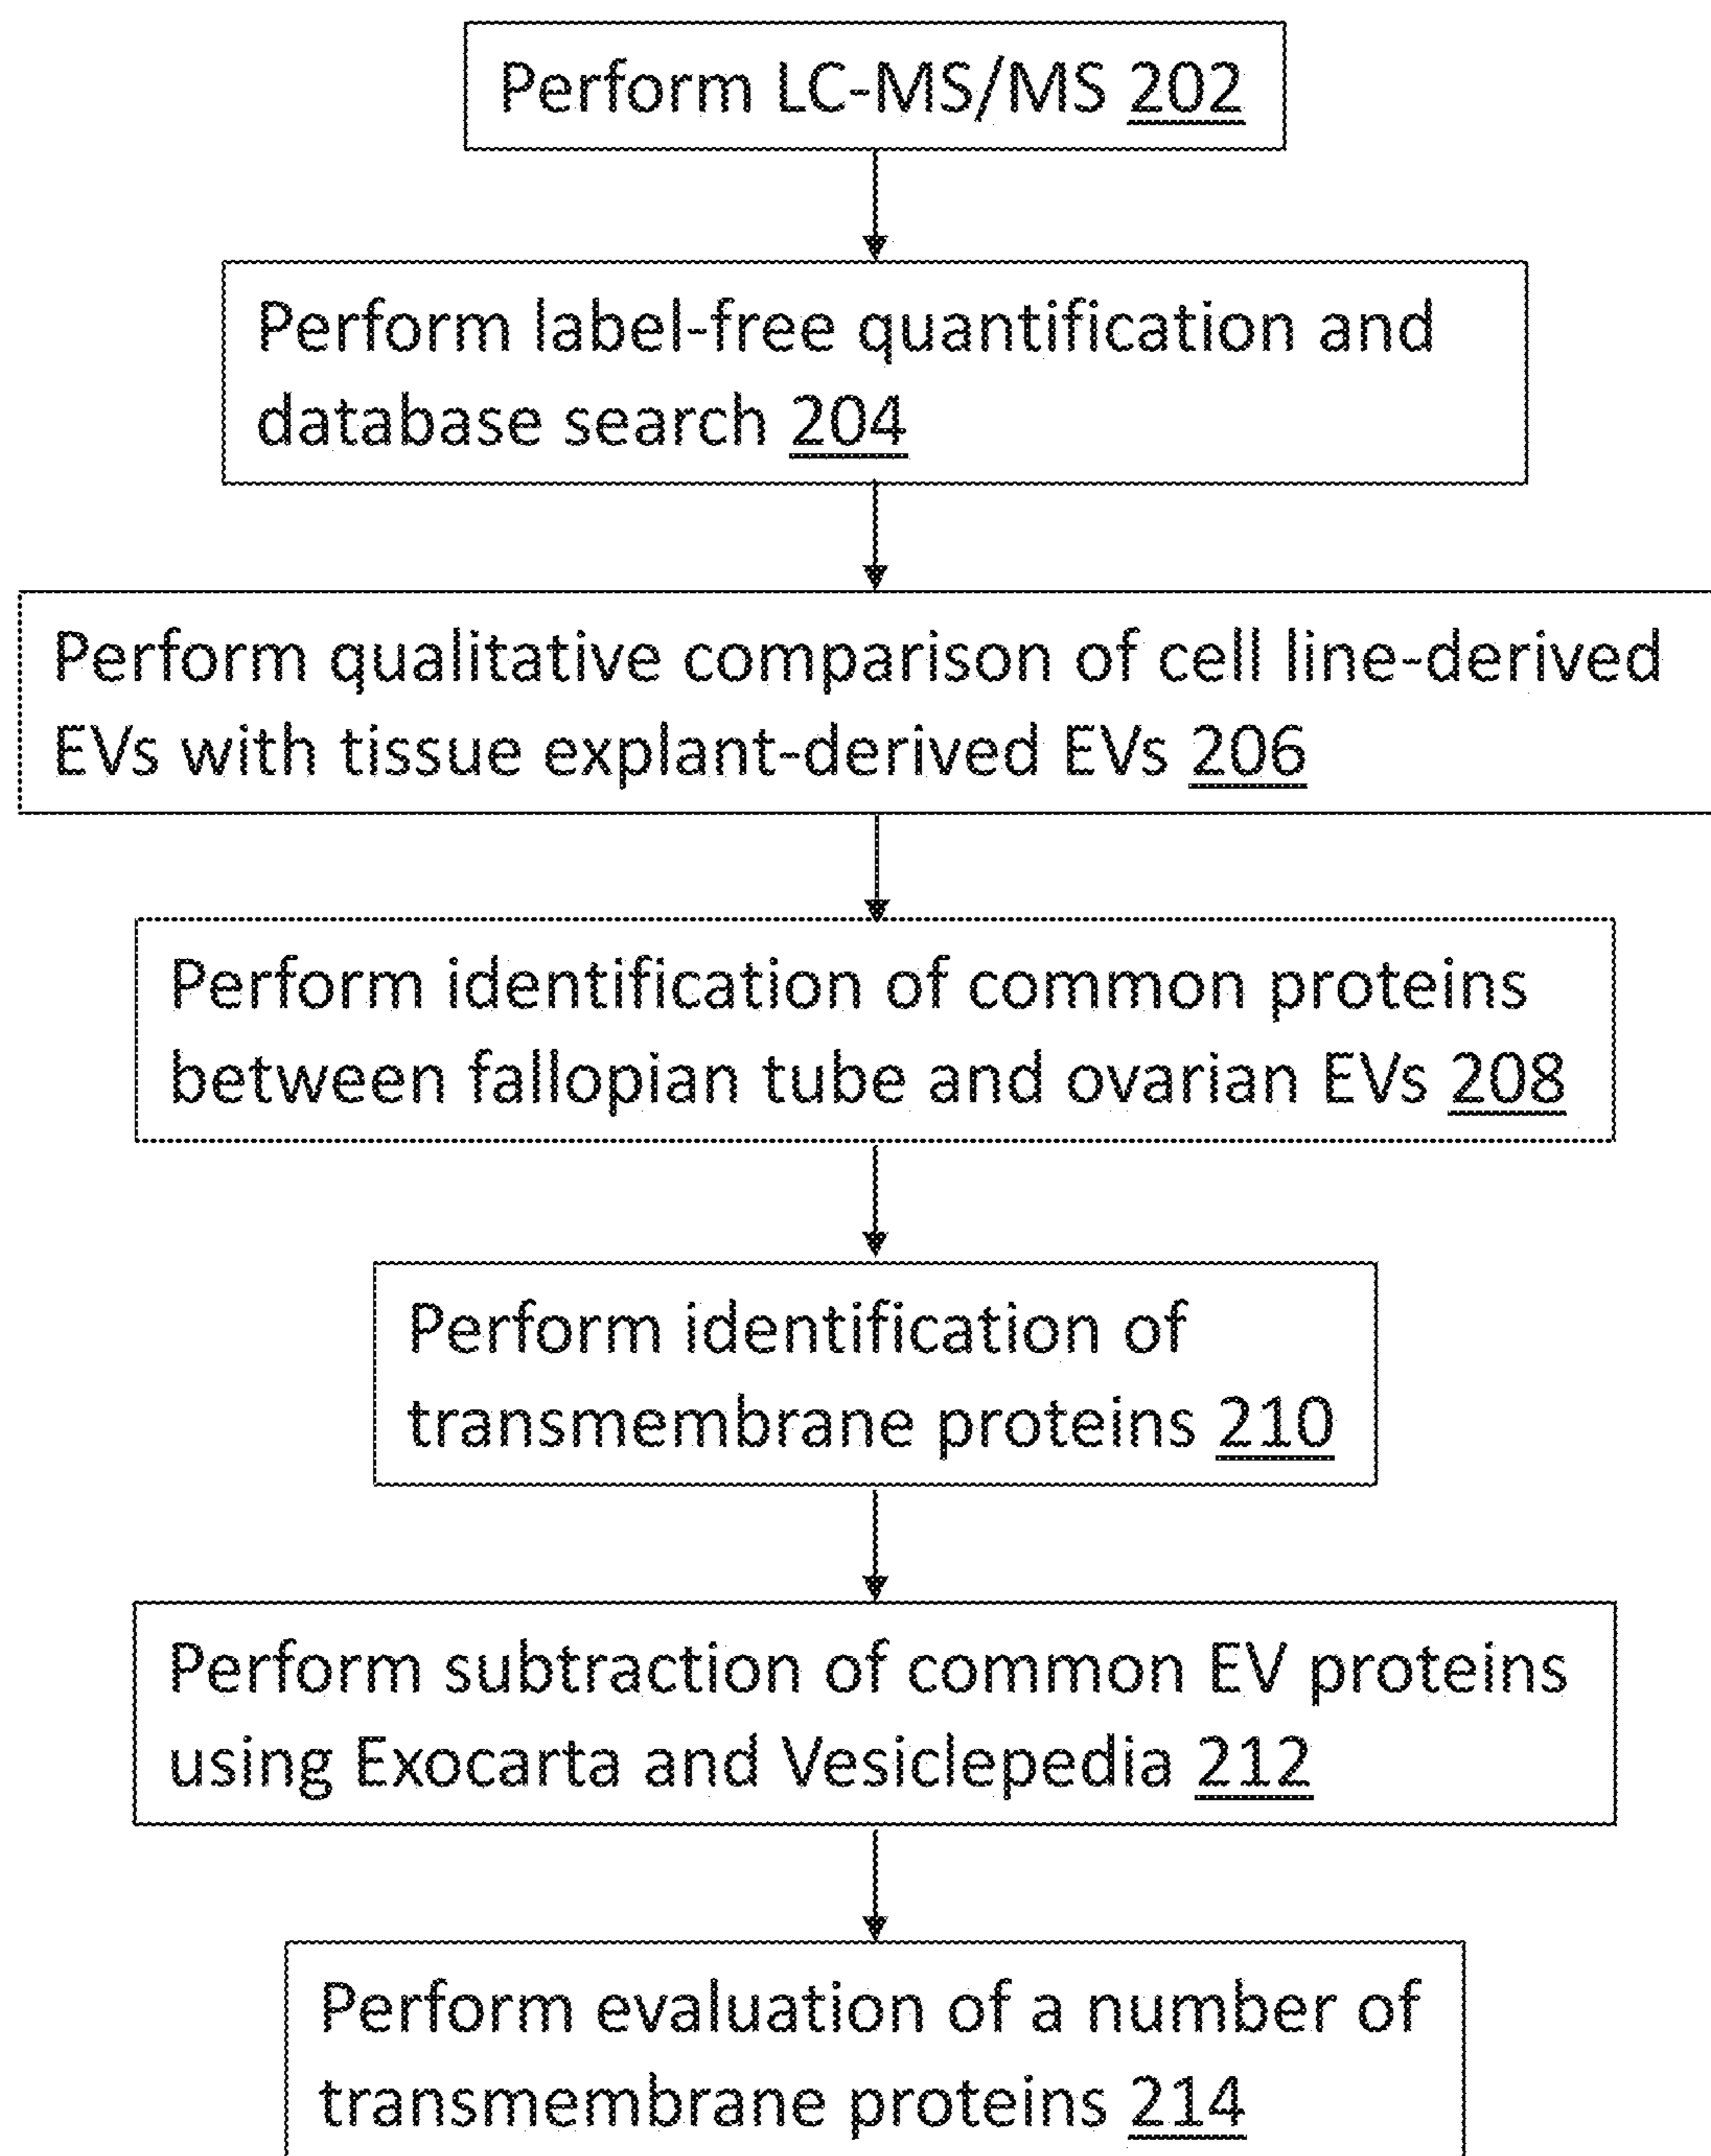 Perform LC-MS/MS 202
Perform label-free quantification and
database search 204
Perform qualitative comparison of cell line-derived
EVs with tissue explant-derived EVs 206
Perform identification of common proteins
between fallopian tube and ovarian EVs 208
Perform identification of
transmembrane proteins 210
Perform subtraction of common EV proteins
using Exocarta and Vesiclepedia 212
Perform evaluation of a number of
transmembrane proteins 214